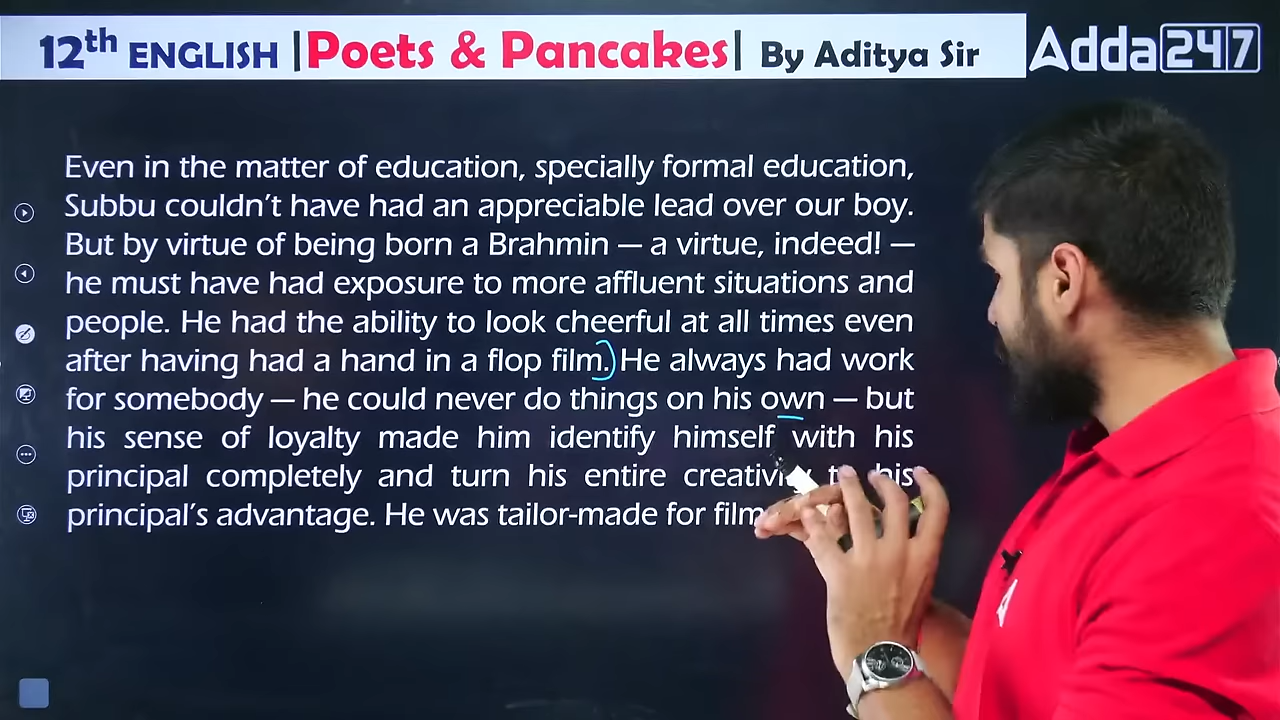 12th ENGLISH |Poets & Pancakes| By Aditya Sir
Adda247
Even in the matter of education, specially formal education,
Subbu couldn't have had an appreciable lead over our boy.
But by virtue of being born a Brahmin — a virtue, indeed! —
he must have had exposure to more affluent situations and
people. He had the ability to look cheerful at all times even
after having had a hand in a flop film. He always had work
for somebody — he could never do things on his own — but
his sense of loyalty made him identify himself with his
principal completely and turn his entire his
principal's advantage. He was tailor-made for